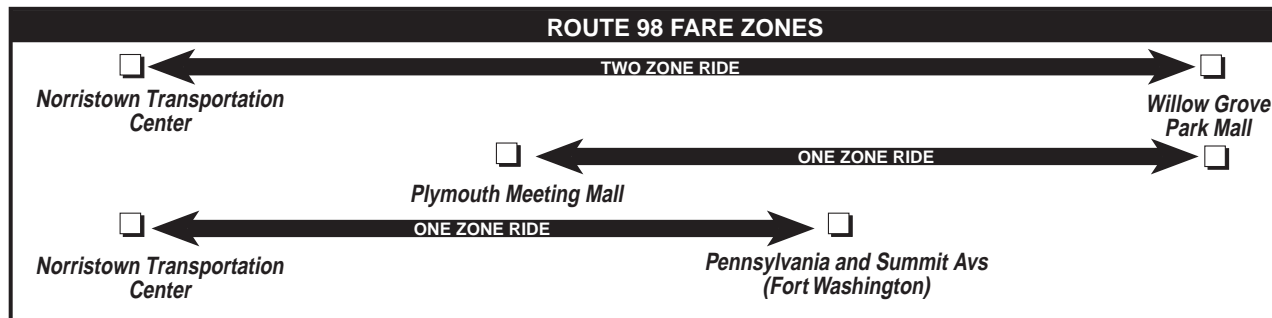 ROUTE 98 FARE ZONES
TWO ZONE RIDE
Norristown Transportation
Center
Willow Grove
Park Mall
ONE ZONE RIDE
Plymouth Meeting Mall
ONE ZONE RIDE
Norristown Transportation
Center
Pennsylvania and Summit Avs
(Fort Washington)